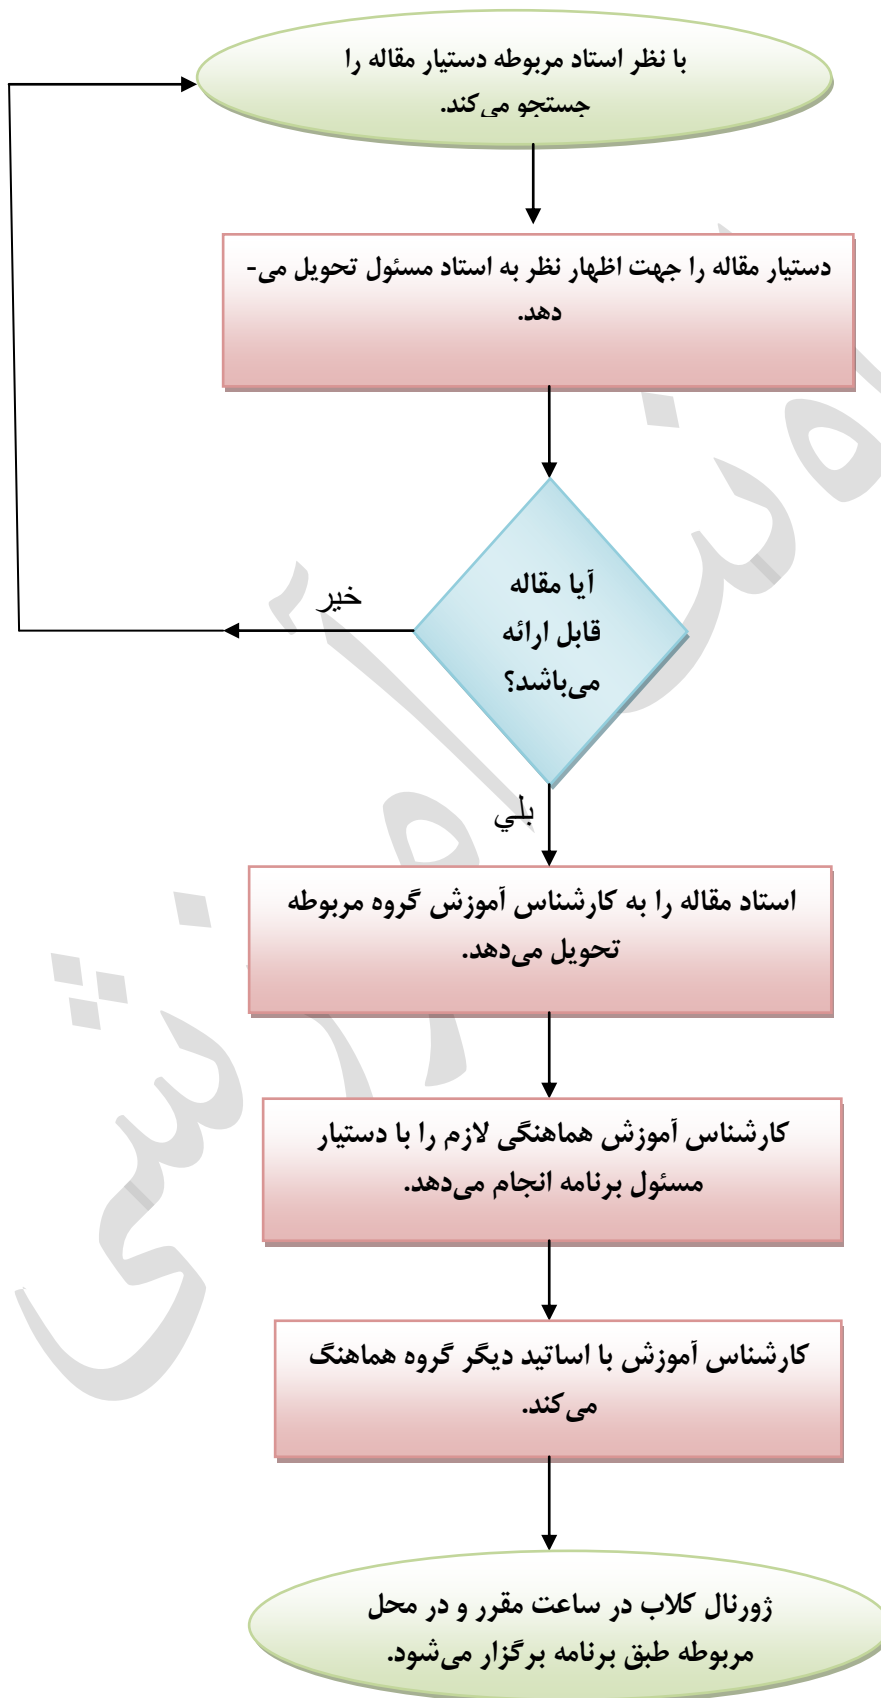 با نظر استاد مربوطه دستیار مقاله را
جستجو می‌کند.
دستیار مقاله را جهت اظهار نظر به استاد مسئول تحویل می-
دهد.
آیا مقاله
قابل ارائه
می‌باشد؟
خیر
بلي
استاد مقاله را به کارشناس آموزش گروه مربوطه
تحویل می‌دهد.
کارشناس آموزش هماهنگی لازم را با دستیار
مسئول برنامه انجام می‌دهد.
کارشناس آموزش با اساتید دیگر گروه هماهنگ
می‌کند.
ژورنال کلاب در ساعت مقرر و در محل
مربوطه طبق برنامه برگزار می‌شود.